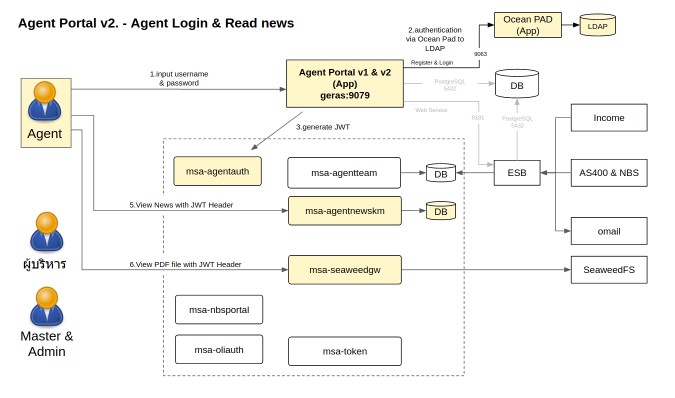 Agent Portal v2. - Agent Login & Read news
2.authentication
via Ocean Pad to
LDAP
Ocean PAD
(App)
LDAP
9063
Register & Login
1.input username
& password
Agent Portal v1 & v2
(App)
geras:9079
PostgreSQL
5432
DB
Web Service
8181
PostgreSQL
5432
Agent
3.generate JWT
Income
msa-agentauth
msa-agentteam
DB
ESB
AS400 & NBS
5.View News with JWT Header
msa-agentnewskm
DB
omail
ผู้บริหาร
6.View PDF file with JWT Header
msa-seaweedgw
SeaweedFS
msa-nbsportal
Master &
Admin
msa-oliauth
msa-token